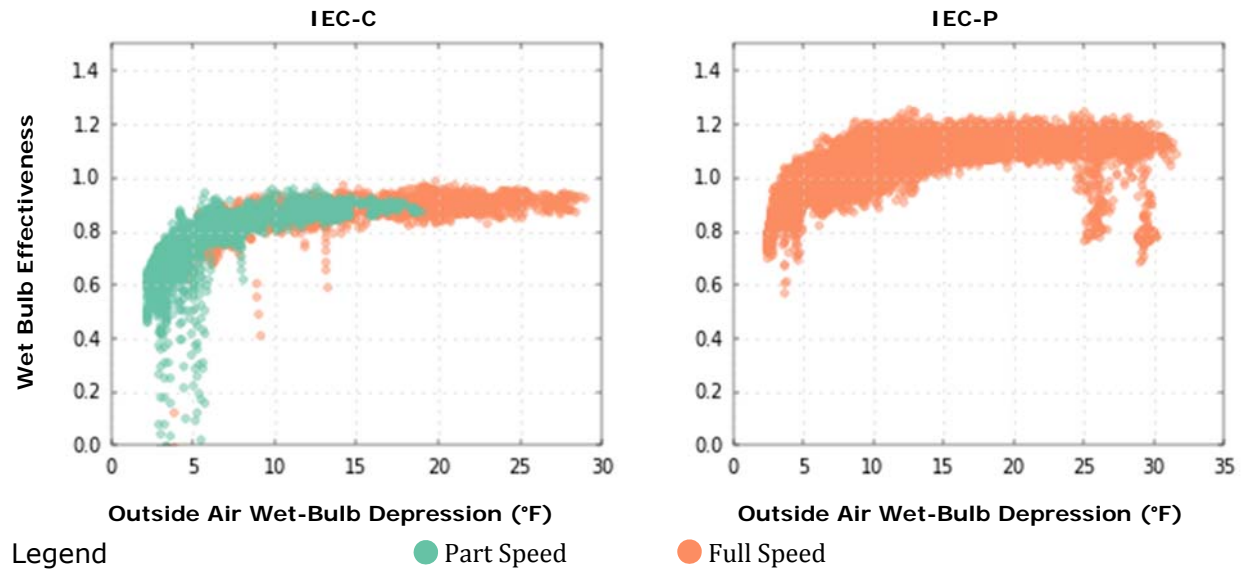 IEC-C
IEC-P
Wet Bulb Effectiveness
1.4
1.2
1.0
0.8
0.6
0.4
0.2
0.0
0 5 10 15 20 25 30
1.4
1.2
1.0
0.8
0.6
0.4
0.2
0.0
0 5 10 15 20 25 30 35
Outside Air Wet-Bulb Depression (°F)
Outside Air Wet-Bulb Depression (°F)
Legend
Part Speed
Full Speed